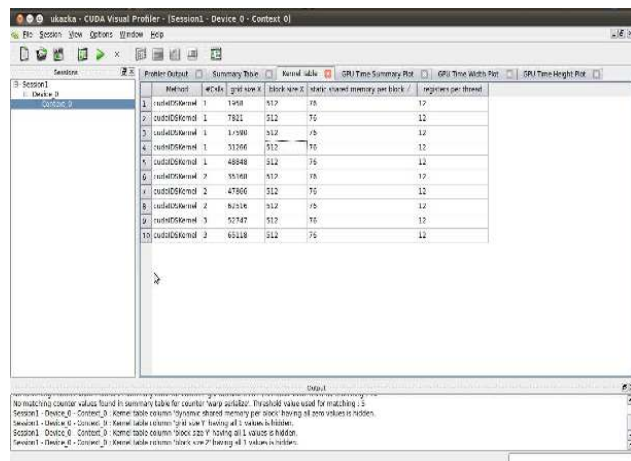 ukazka - CUDA Visual Profiler - [Session1 - Device_0 - Context_0]
File Session View Options Window Help
Sessions
Profiler Output Summary Table Kernel table GPU Time Summary Plot GPU Time Width Plot GPU Time Height Plot
Session1
Device_0
Context_0
Method #Calls grid size X block size X static shared memory per block registers per thread
1 cudaIDSKernel 1 1958 512 76 12
2 cudaIDSKernel 1 7821 512 76 12
3 cudaIDSKernel 1 17590 512 76 12
4 cudaIDSKernel 1 31266 512 76 12
5 cudaIDSKernel 1 48848 512 76 12
6 cudaIDSKernel 2 35168 512 76 12
7 cudaIDSKernel 2 47866 512 76 12
8 cudaIDSKernel 2 62516 512 76 12
9 cudaIDSKernel 3 52747 512 76 12
10 cudaIDSKernel 3 65118 512 76 12
Output
No matching counter values found in summary table for counter 'warp serialize'. Threshold value used for matching : 5
Session1 - Device_0 - Context_0 : Kernel table column 'dynamic shared memory per block' having all zero values is hidden.
Session1 - Device_0 - Context_0 : Kernel table column 'grid size Y' having all 1 values is hidden.
Session1 - Device_0 - Context_0 : Kernel table column 'block size Y' having all 1 values is hidden.
Session1 - Device_0 - Context_0 : Kernel table column 'block size Z' having all 1 values is hidden.